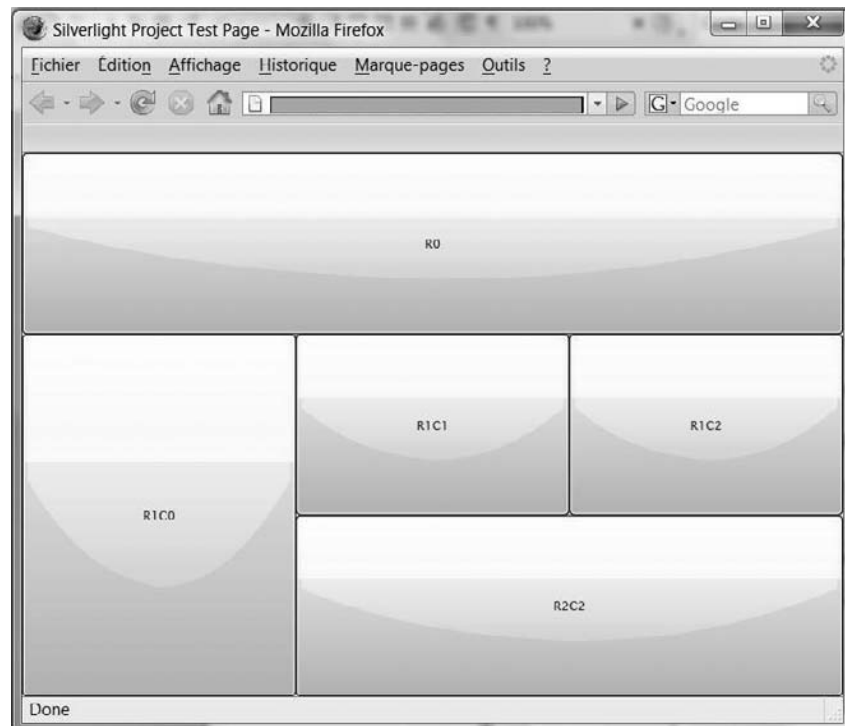 Silverlight Project Test Page - Mozilla Firefox
Fichier Édition Affichage Historique Marque-pages Outils ?
G Google
R0
R1C1 R1C2
R1C0
R2C2
Done